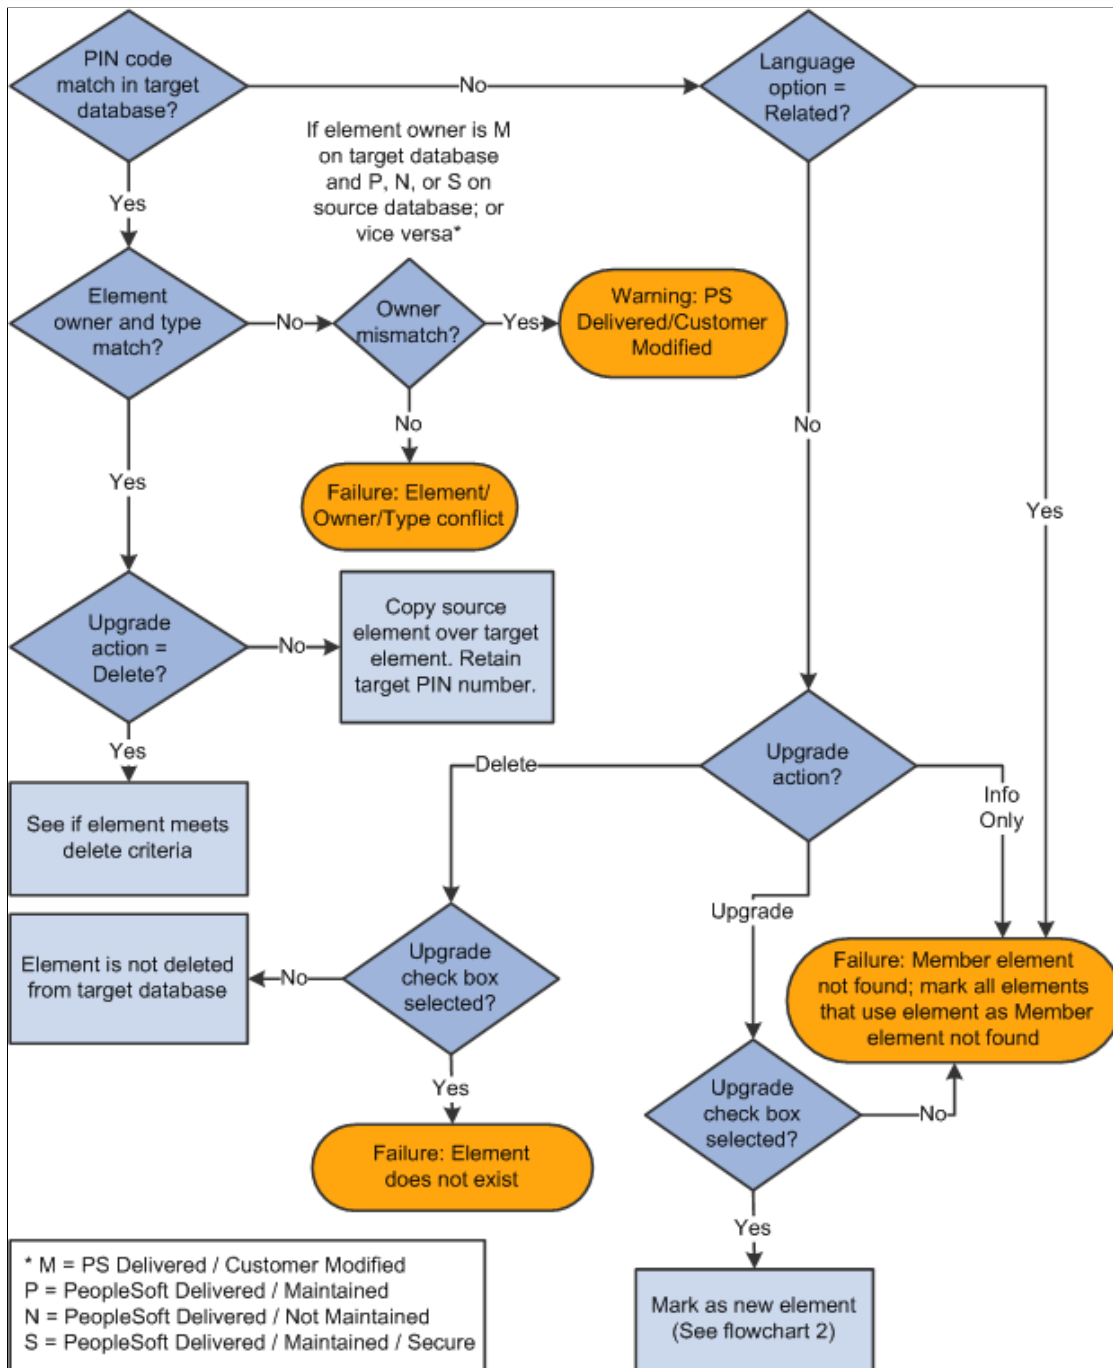 PIN code
match in target
database?
No
Language
option =
Related?
If element owner is M
on target database
and P, N, or S on
source database; or
vice versa*
Yes
Element
owner and type
match?
No
Owner
mismatch?
Yes
Warning: PS
Delivered/Customer
Modified
No
No
Yes
Failure: Element/
Owner/Type conflict
Yes
Upgrade
action =
Delete?
No
Copy source
element over target
element. Retain
target PIN number.
Yes
Delete
Upgrade
action?
Info
Only
See if element meets
delete criteria
Upgrade
Element is not deleted
from target database
No
Upgrade
check box
selected?
Failure: Member element
not found; mark all elements
that use element as Member
element not found
Yes
Upgrade
check box
selected?
No
Failure: Element
does not exist
Yes
* M = PS Delivered / Customer Modified
P = PeopleSoft Delivered / Maintained
N = PeopleSoft Delivered / Not Maintained
S = PeopleSoft Delivered / Maintained / Secure
Mark as new element
(See flowchart 2)